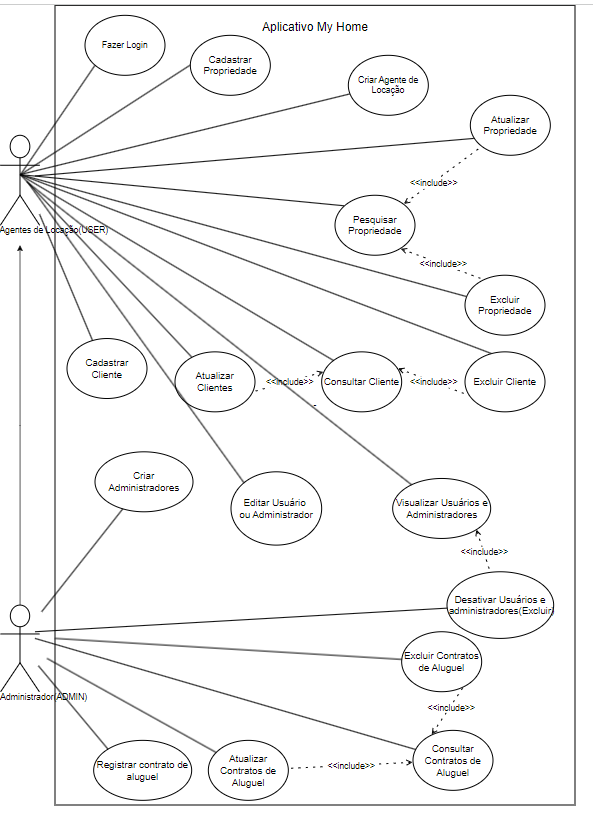 Aplicativo My Home
Fazer Login
Cadastrar
Propriedade
Criar Agente de
Locação
Atualizar
Propriedade
<<include>>
Pesquisar
Propriedade
Agentes de Locação(USER)
<<include>>
Excluir
Propriedade
Cadastrar
Cliente
Atualizar
Clientes
<<include>>
Consultar Cliente
<<include>>
Excluir Cliente
Criar
Administradores
Editar Usuário
ou Administrador
Visualizar Usuários e
Administradores
<<include>>
Desativar Usuários e
administradores(Excluir)
Excluir Contratos
de Aluguel
Administrador(ADMIN)
<<include>>
Registrar contrato de
aluguel
Atualizar
Contratos de
Aluguel
<<include>>
Consultar
Contratos de
Aluguel